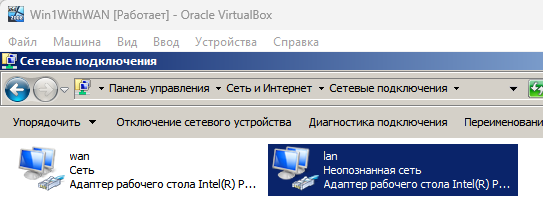 Win1WithWAN [Работает] - Oracle VirtualBox
Файл Машина Вид Ввод Устройства Справка
Сетевые подключения
Панель управления Сеть и Интернет Сетевые подключения
Упорядочить Отключение сетевого устройства Диагностика подключения Переименовани
wan
Сеть
Адаптер рабочего стола Intel(R) P...
lan
Неопознанная сеть
Адаптер рабочего стола Intel(R) P...